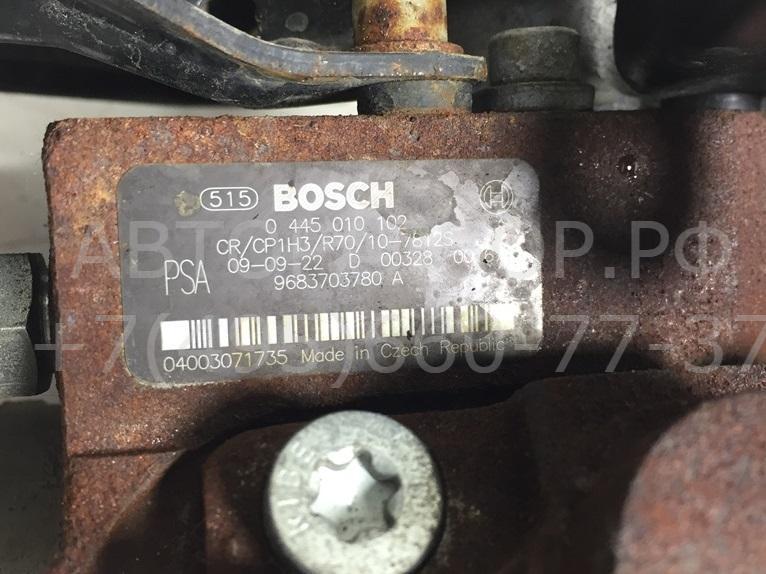 515 BOSCH
0 445 010 102
CR/CP1H3/R70/10-7812S
PSA 09-09-22 D 00328
9683703780 A
04003071735 Made in Czech Republic